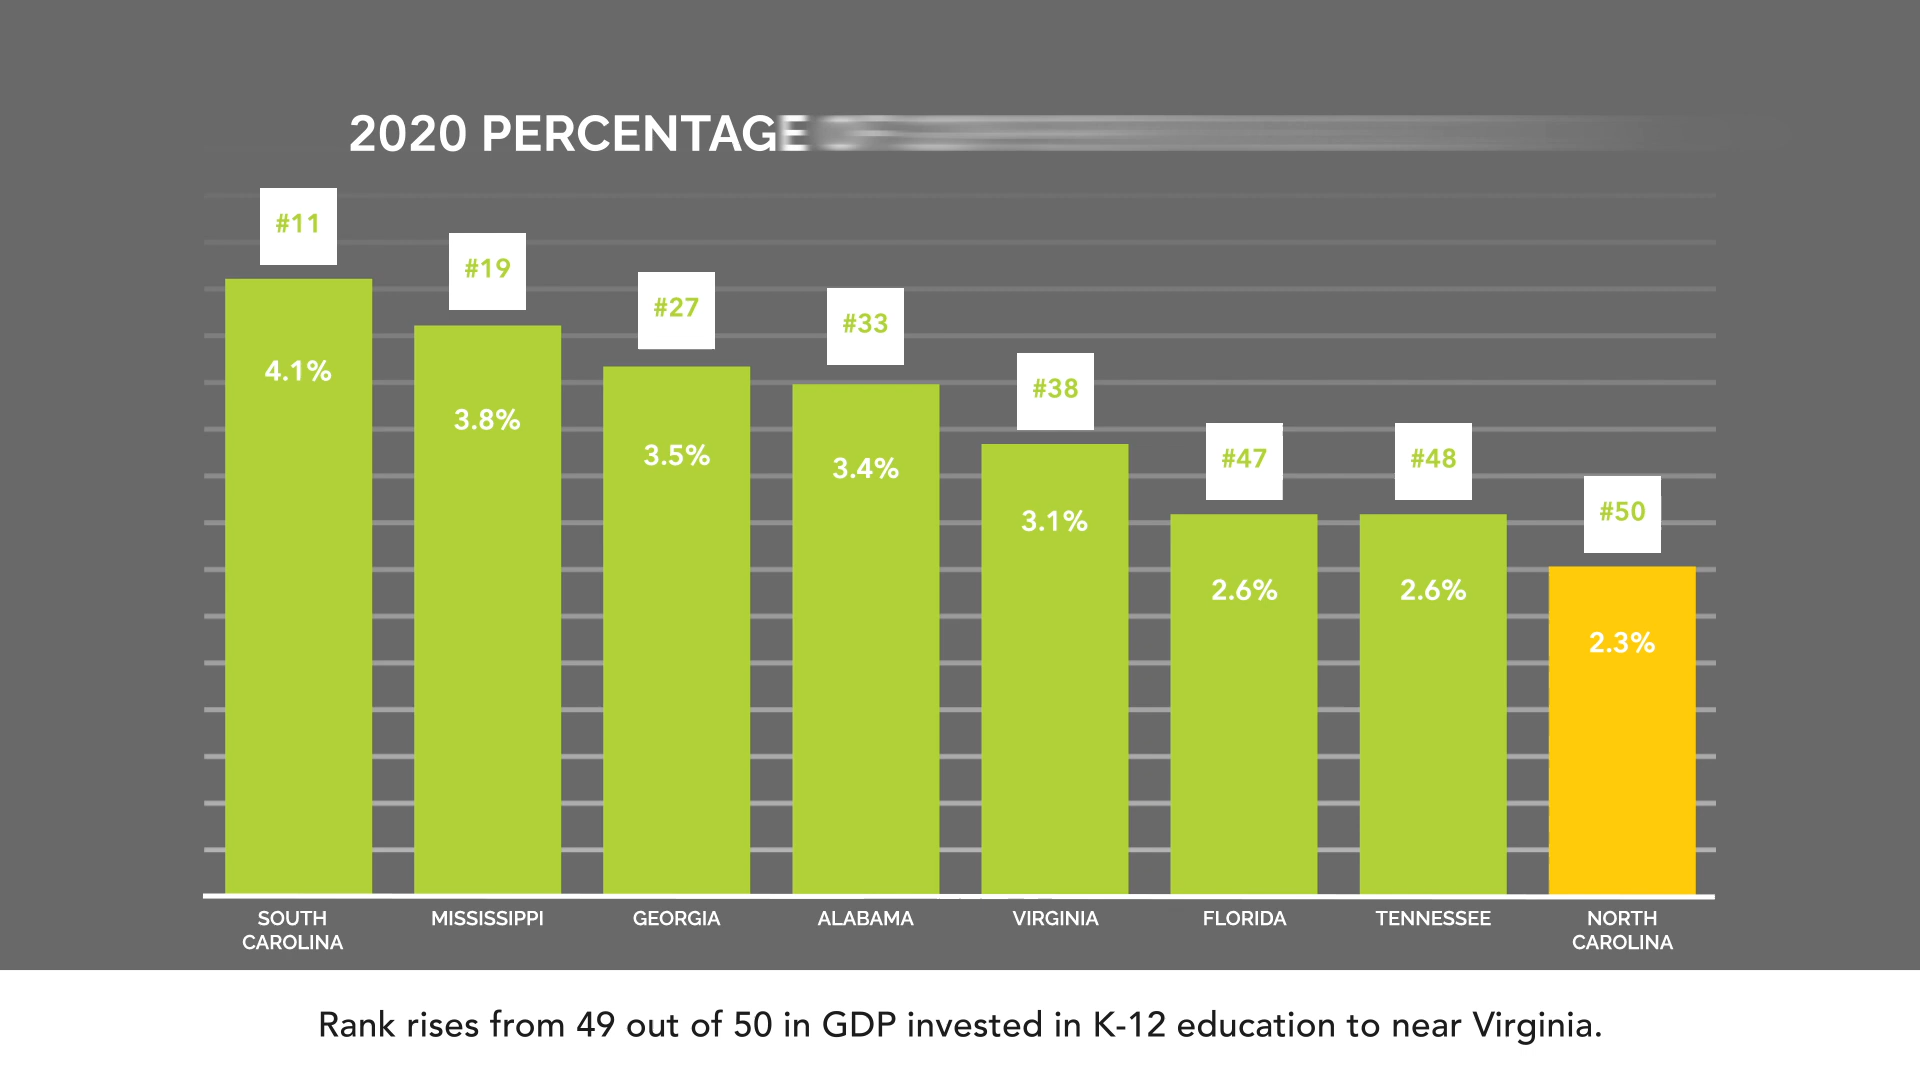 2020 PERCENTAGE
#11
#19
#27
#33
#38
#47
#48
#50
4.1%
3.8%
3.5%
3.4%
3.1%
2.6%
2.6%
2.3%
SOUTH
CAROLINA
MISSISSIPPI
GEORGIA
ALABAMA
VIRGINIA
FLORIDA
TENNESSEE
NORTH
CAROLINA
Rank rises from 49 out of 50 in GDP invested in K-12 education to near Virginia.